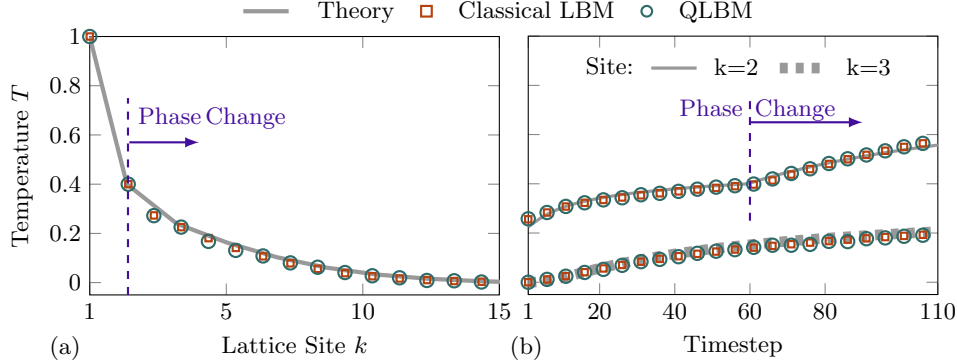 Theory Classical LBM QLBM
Temperature T
1
0.8
0.6
0.4
0.2
0
Phase Change
1 5 10 15
(a) Lattice Site k
Site: k=2 k=3
Phase Change
1 20 40 60 80 110
(b) Timestep